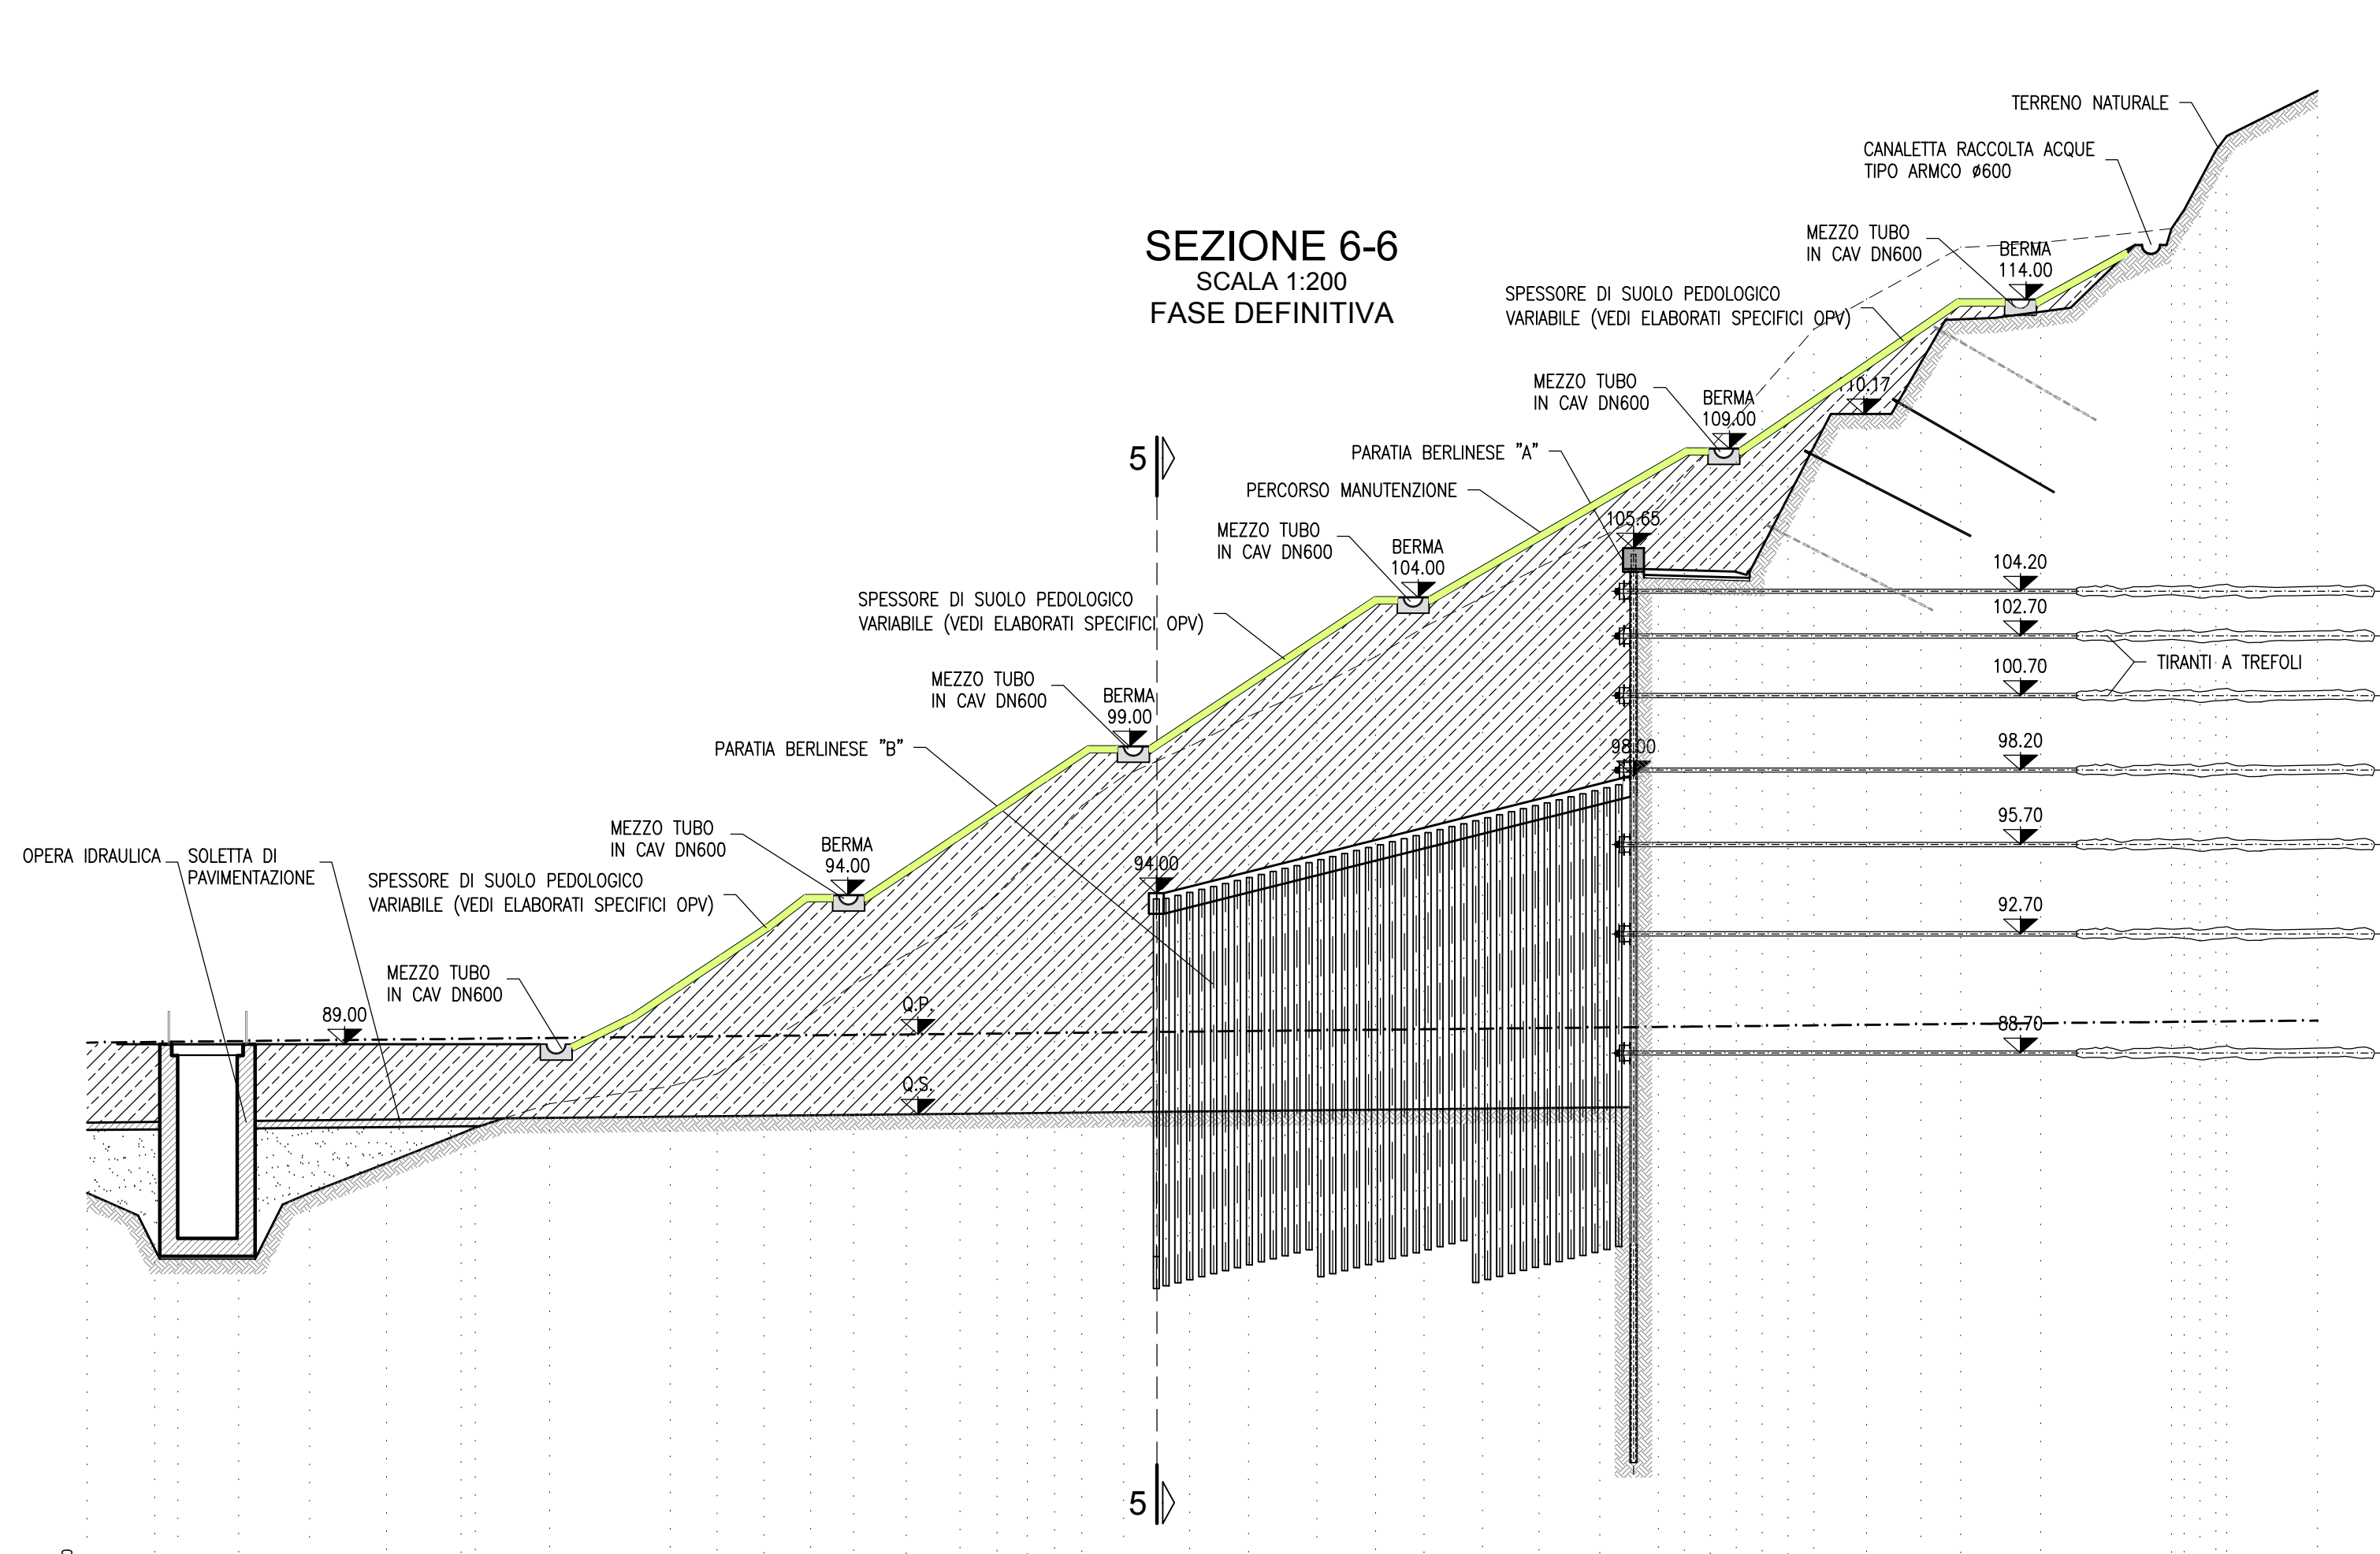 TERRENO NATURALE
CANALETTA RACCOLTA ACQUE
TIPO ARMCO ø600
MEZZO TUBO
IN CAV DN600
BERMA
114.00
SEZIONE 6-6
SCALA 1:200
FASE DEFINITIVA
SPESSORE DI SUOLO PEDOLOGICO
VARIABILE (VEDI ELABORATI SPECIFICI OPV)
MEZZO TUBO
IN CAV DN600
BERMA
109.00
110.17
5
PARATIA BERLINESE "A"
PERCORSO MANUTENZIONE
105.65
MEZZO TUBO
IN CAV DN600
BERMA
104.00
104.20
102.70
TIRANTI A TREFOLI
100.70
98.20
95.70
92.70
88.70
SPESSORE DI SUOLO PEDOLOGICO
VARIABILE (VEDI ELABORATI SPECIFICI OPV)
MEZZO TUBO
IN CAV DN600
BERMA
99.00
98.00
PARATIA BERLINESE "B"
MEZZO TUBO
IN CAV DN600
BERMA
94.00
94.00
OPERA IDRAULICA
SOLETTA DI
PAVIMENTAZIONE
SPESSORE DI SUOLO PEDOLOGICO
VARIABILE (VEDI ELABORATI SPECIFICI OPV)
MEZZO TUBO
IN CAV DN600
89.00
Q.P.
Q.S.
5